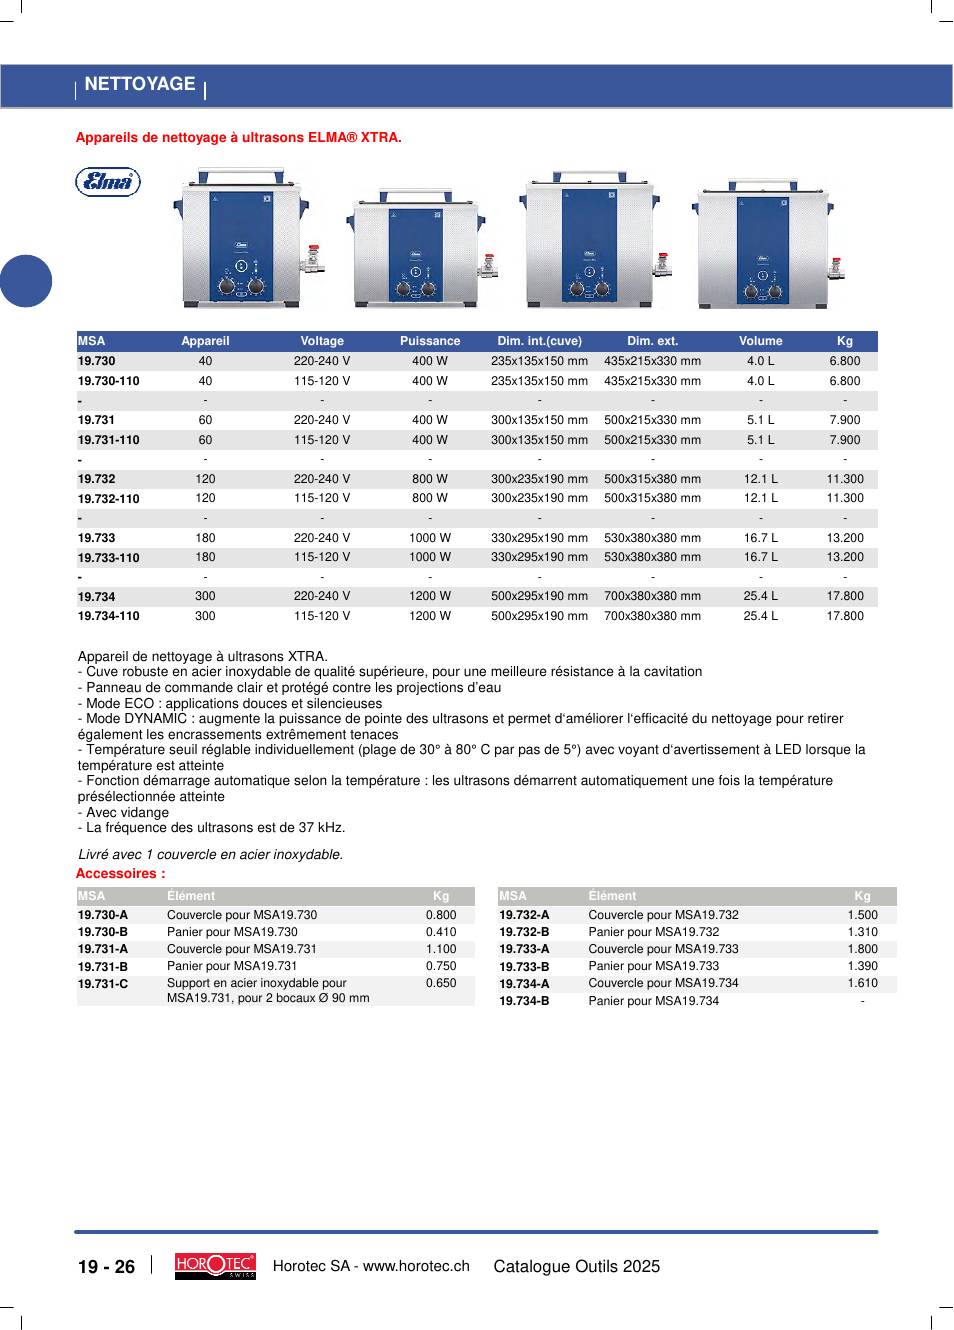 NETTOYAGE
Appareils de nettoyage à ultrasons ELMA® XTRA.
Elma®
MSA Appareil Voltage Puissance Dim. int.(cuve) Dim. ext. Volume Kg
19.730 40 220-240 V 400 W 235x135x150 mm 435x215x330 mm 4.0 L 6.800
19.730-110 40 115-120 V 400 W 235x135x150 mm 435x215x330 mm 4.0 L 6.800
- - - - - - - -
19.731 60 220-240 V 400 W 300x135x150 mm 500x215x330 mm 5.1 L 7.900
19.731-110 60 115-120 V 400 W 300x135x150 mm 500x215x330 mm 5.1 L 7.900
- - - - - - - -
19.732 120 220-240 V 800 W 300x235x190 mm 500x315x380 mm 12.1 L 11.300
19.732-110 120 115-120 V 800 W 300x235x190 mm 500x315x380 mm 12.1 L 11.300
- - - - - - - -
19.733 180 220-240 V 1000 W 330x295x190 mm 530x380x380 mm 16.7 L 13.200
19.733-110 180 115-120 V 1000 W 330x295x190 mm 530x380x380 mm 16.7 L 13.200
- - - - - - - -
19.734 300 220-240 V 1200 W 500x295x190 mm 700x380x380 mm 25.4 L 17.800
19.734-110 300 115-120 V 1200 W 500x295x190 mm 700x380x380 mm 25.4 L 17.800
Appareil de nettoyage à ultrasons XTRA.
- Cuve robuste en acier inoxydable de qualité supérieure, pour une meilleure résistance à la cavitation
- Panneau de commande clair et protégé contre les projections d’eau
- Mode ECO : applications douces et silencieuses
- Mode DYNAMIC : augmente la puissance de pointe des ultrasons et permet d‘améliorer l‘efficacité du nettoyage pour retirer
également les encrassements extrêmement tenaces
- Température seuil réglable individuellement (plage de 30° à 80° C par pas de 5°) avec voyant d‘avertissement à LED lorsque la
température est atteinte
- Fonction démarrage automatique selon la température : les ultrasons démarrent automatiquement une fois la température
présélectionnée atteinte
- Avec vidange
- La fréquence des ultrasons est de 37 kHz.
Livré avec 1 couvercle en acier inoxydable.
Accessoires :
MSA Élément Kg
19.730-A Couvercle pour MSA19.730 0.800
19.730-B Panier pour MSA19.730 0.410
19.731-A Couvercle pour MSA19.731 1.100
19.731-B Panier pour MSA19.731 0.750
19.731-C Support en acier inoxydable pour 0.650
MSA19.731, pour 2 bocaux Ø 90 mm
MSA Élément Kg
19.732-A Couvercle pour MSA19.732 1.500
19.732-B Panier pour MSA19.732 1.310
19.733-A Couvercle pour MSA19.733 1.800
19.733-B Panier pour MSA19.733 1.390
19.734-A Couvercle pour MSA19.734 1.610
19.734-B Panier pour MSA19.734 -
19 - 26
HOROTEC®
SWISS
Horotec SA - www.horotec.ch Catalogue Outils 2025